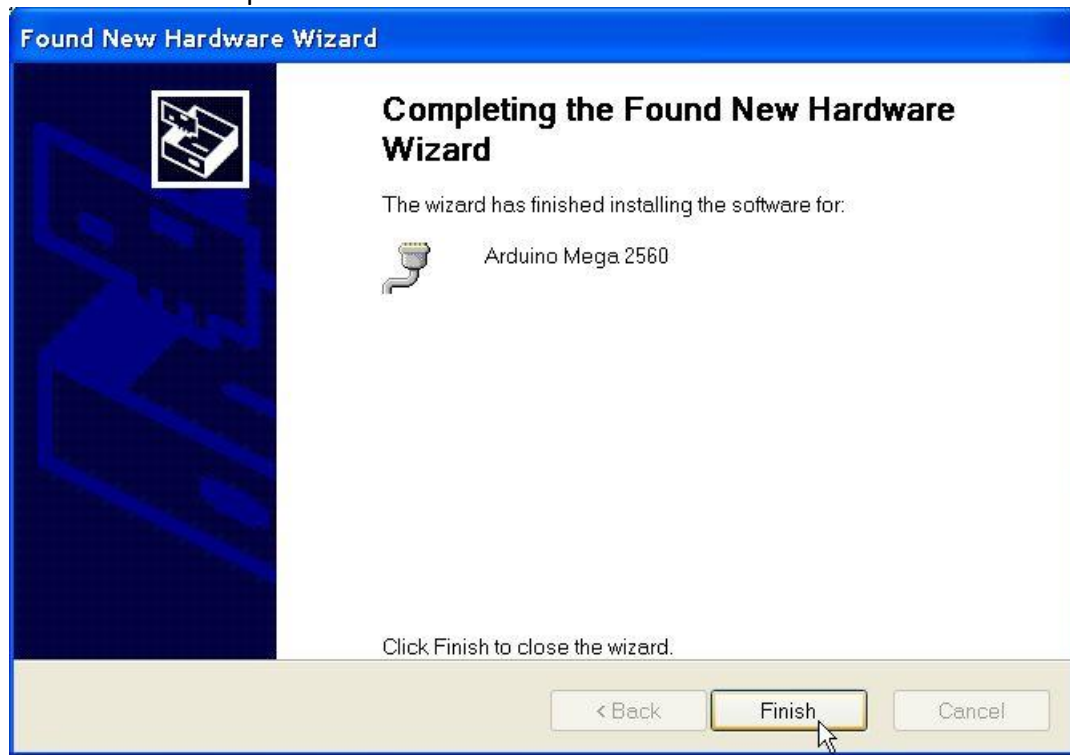 Found New Hardware Wizard
Completing the Found New Hardware
Wizard
The wizard has finished installing the software for:
Arduino Mega 2560
Click Finish to close the wizard.
< Back Finish Cancel